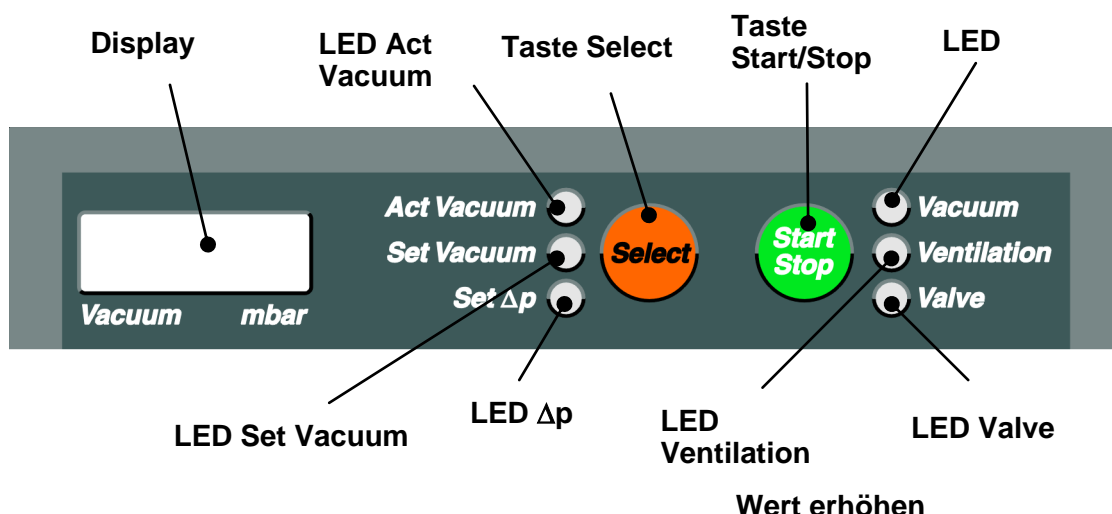 Display
LED Act
Vacuum
Taste Select
Taste
Start/Stop
LED
Act Vacuum
Set Vacuum
Set Δp
Select
Start
Stop
Vacuum
Ventilation
Valve
Vacuum mbar
LED Set Vacuum
LED Δp
LED
Ventilation
LED Valve
Wert erhöhen